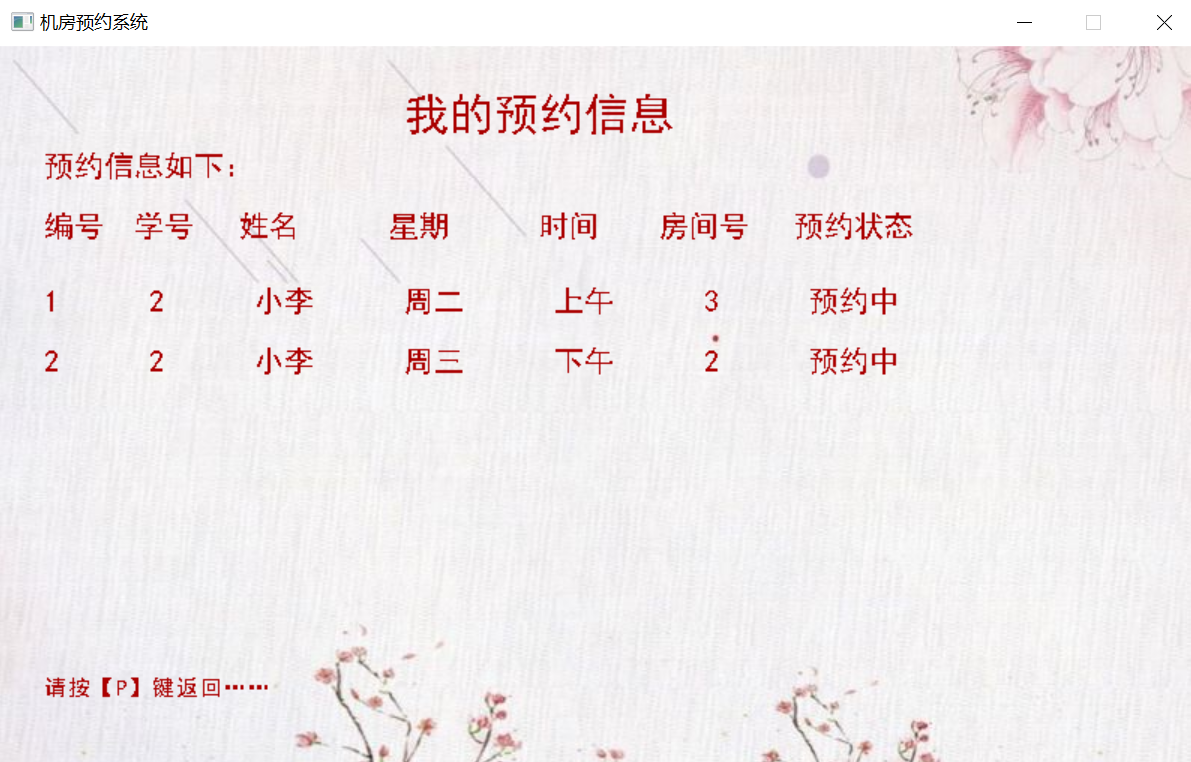 机房预约系统
我的预约信息
预约信息如下：
编号 学号 姓名 星期 时间 房间号 预约状态
1 2 小李 周二 上午 3 预约中
2 2 小李 周三 下午 2 预约中
请按【P】键返回……